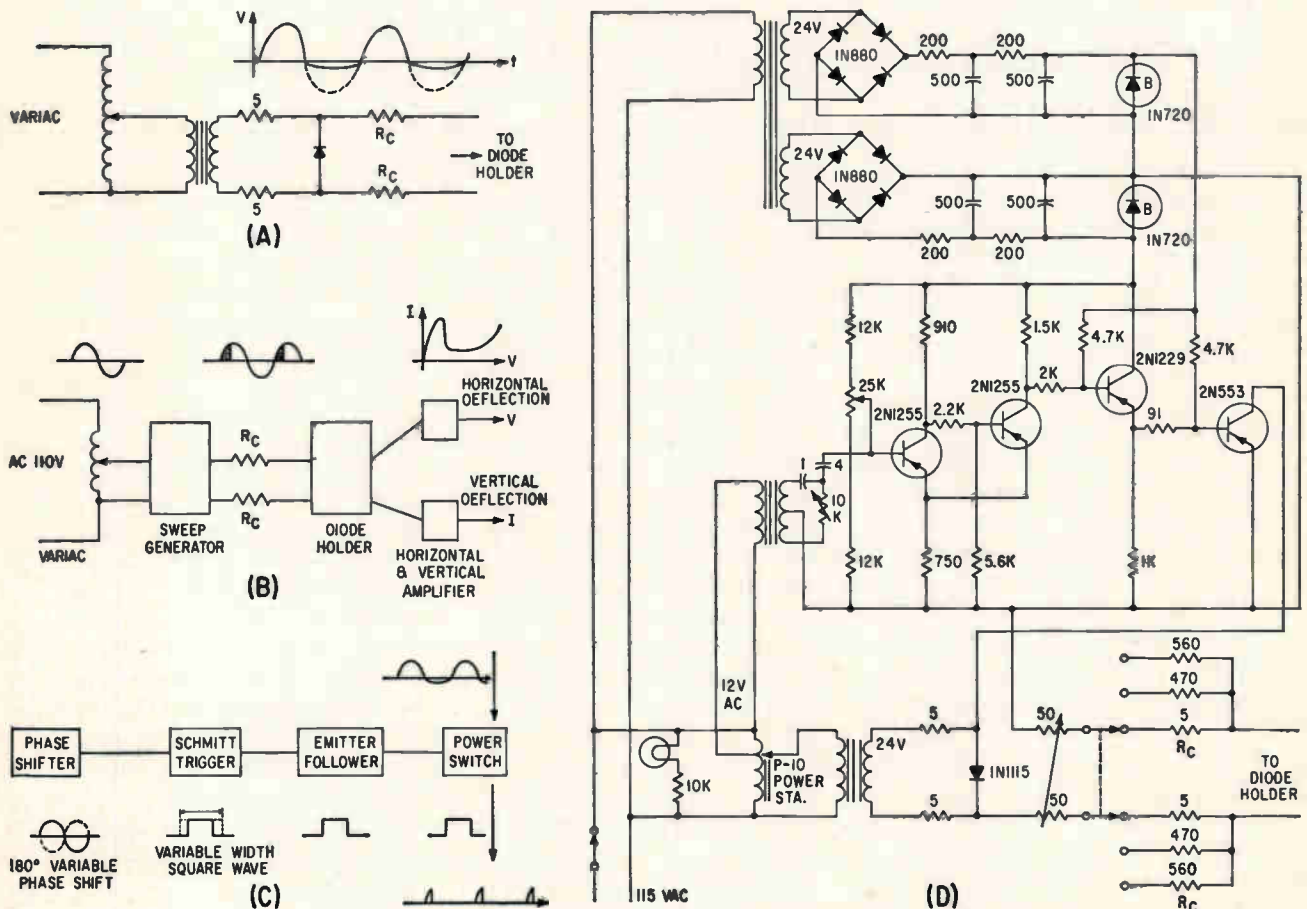 V
t
VARIAC
5
5
RC
RC
TO
DIODE
HOLDER
(A)
I
V
HORIZONTAL
DEFLECTION
V
AC 110V
RC
RC
VERTICAL
DEFLECTION
I
VARIAC
SWEEP
GENERATOR
DIODE
HOLDER
HORIZONTAL
& VERTICAL
AMPLIFIER
(B)
PHASE
SHIFTER
SCHMITT
TRIGGER
EMITTER
FOLLOWER
POWER
SWITCH
180° VARIABLE
PHASE SHIFT
VARIABLE WIDTH
SQUARE WAVE
(C)
24V
IN880
200
200
500
500
B
IN720
24V
IN880
500
500
B
IN720
200
200
12K
910
1.5K
4.7K
4.7K
2N1229
2N553
25K
2N1255
2.2K
2N1255
2K
91
1
4
10
K
12K
750
5.6K
1K
12V
AC
560
470
5
RC
50
5
24V
1N1115
P-10
POWER
STA.
10K
5
50
5
470
560
RC
TO
DIODE
HOLDER
115 VAC
(D)